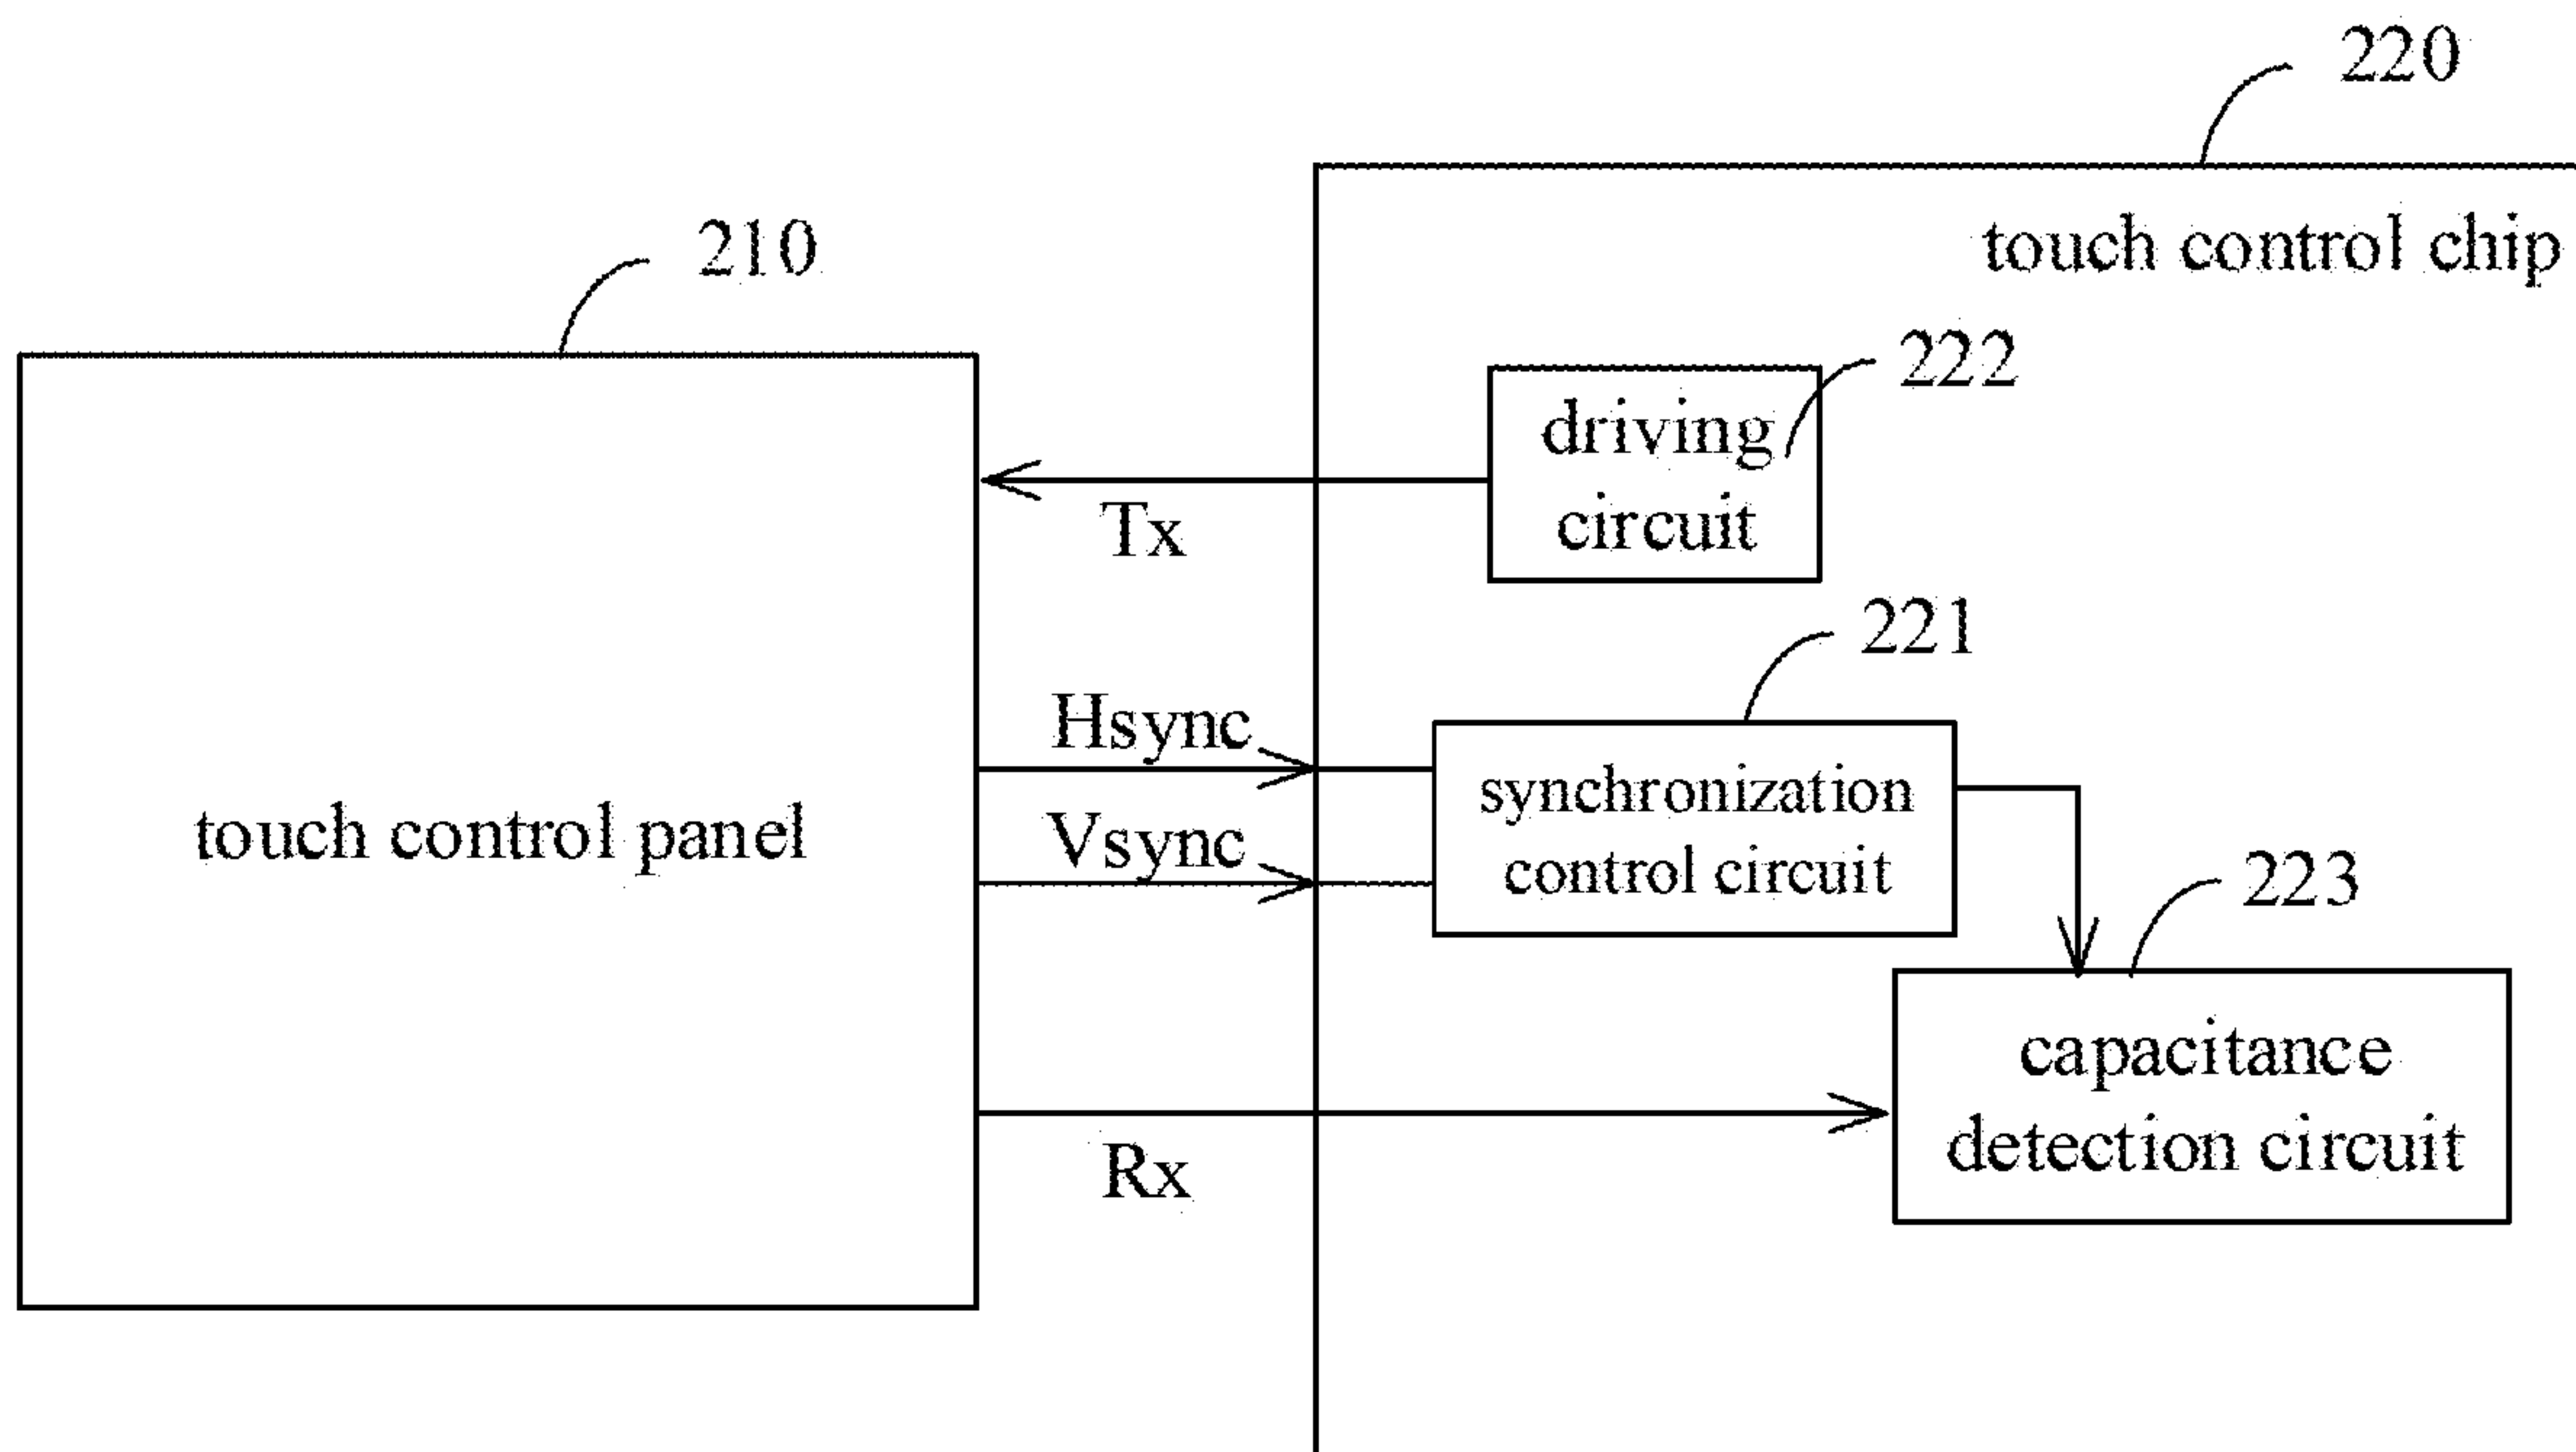 220
touch control chip
210
222
driving
circuit
Tx
221
Hsync
synchronization
control circuit
Vsync
touch control panel
223
capacitance
detection circuit
Rx